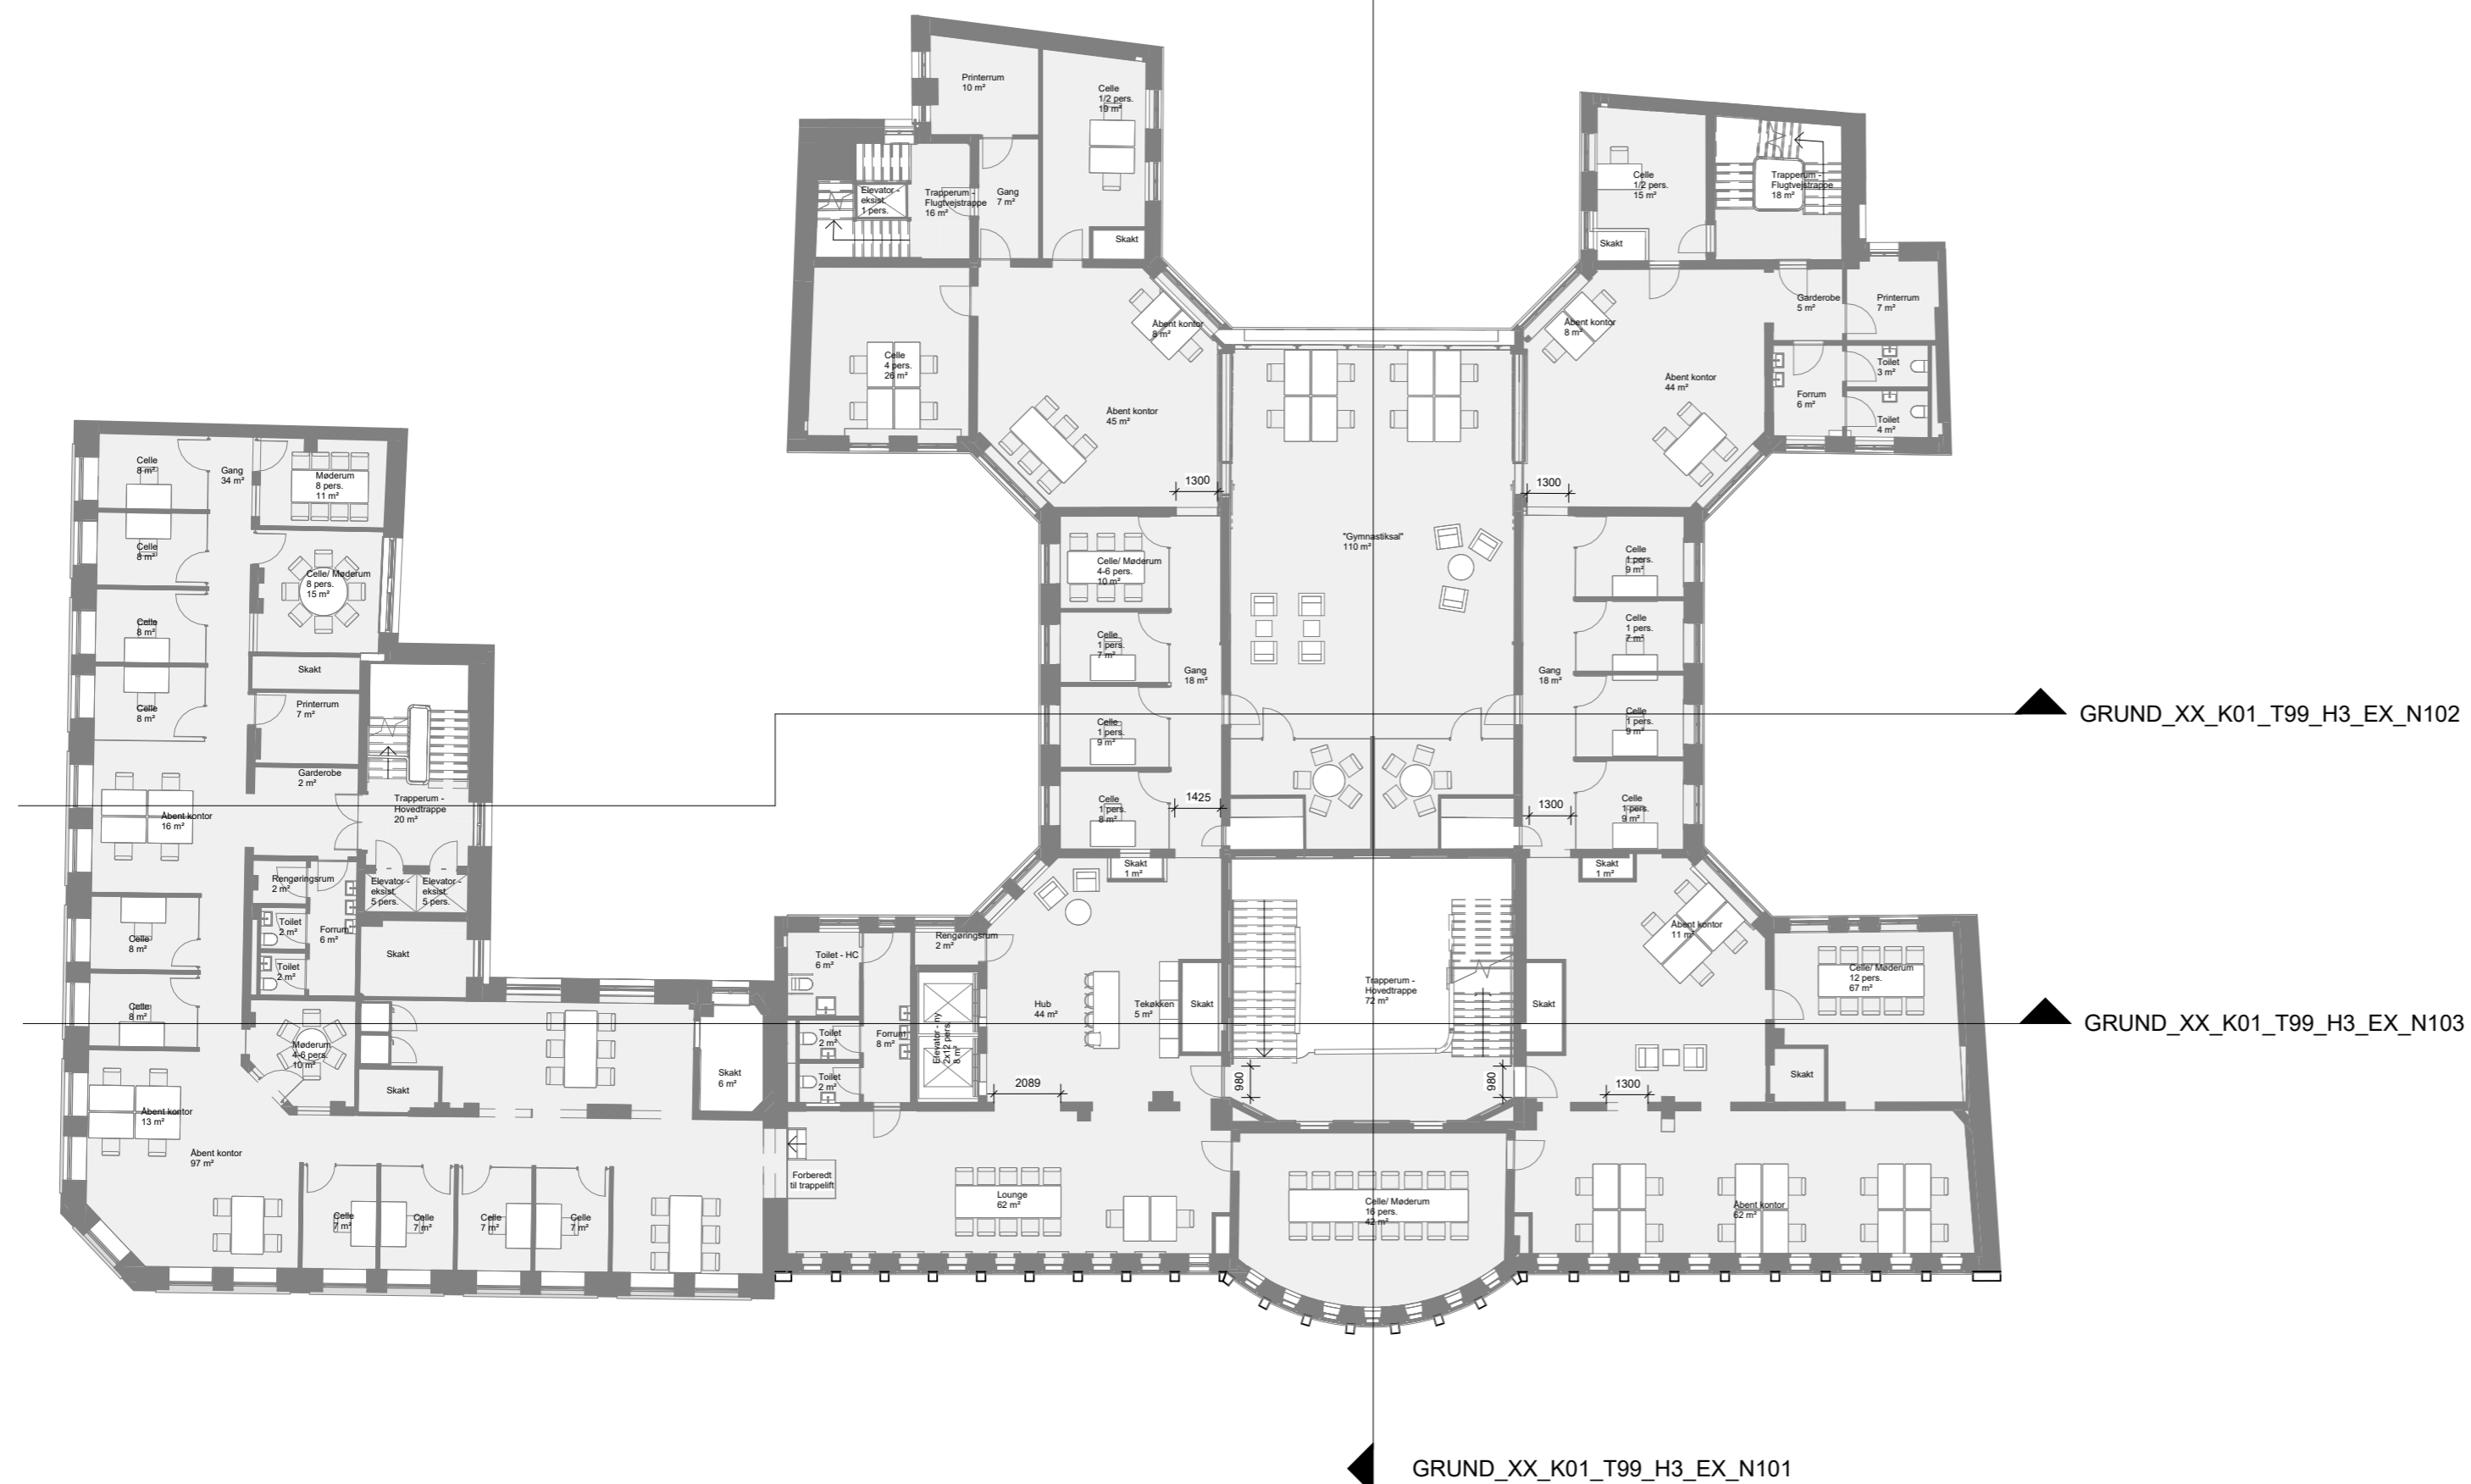 Printerrum
10 m²
Celle
1/2 pers.
19 m²
Elevator -
eksist.
1 pers.
Trapperum -
Flugtvejstrappe
16 m²
Gang
7 m²
Skakt
Celle
4 pers.
26 m²
Åbent kontor
8 m²
Åbent kontor
45 m²
1300
Celle
1/2 pers.
15 m²
Trapperum -
Flugtvejstrappe
18 m²
Skakt
Åbent kontor
8 m²
Garderobe
5 m²
Printerrum
7 m²
Åbent kontor
44 m²
Toilet
3 m²
Forrum
6 m²
Toilet
4 m²
1300
Celle
8 m²
Gang
34 m²
Møderum
8 pers.
11 m²
Celle
8 m²
Celle/ Møderum
8 pers.
15 m²
Celle
8 m²
Skakt
Celle
8 m²
Printerrum
7 m²
Garderobe
2 m²
Trapperum -
Hovedtrappe
20 m²
Åbent kontor
16 m²
Rengøringsrum
2 m²
Elevator -
eksist.
5 pers.
Elevator -
eksist.
5 pers.
Toilet
2 m²
Forrum
6 m²
Toilet
2 m²
Skakt
Celle
8 m²
Celle
8 m²
Møderum
4-6 pers.
10 m²
Skakt
Åbent kontor
13 m²
Åbent kontor
97 m²
Celle
7 m²
Celle
7 m²
Celle
7 m²
Celle
7 m²
Skakt
6 m²
"Gymnastiksal"
110 m²
Celle/ Møderum
4-6 pers.
10 m²
Celle
1 pers.
7 m²
Gang
18 m²
Celle
1 pers.
9 m²
Celle
1 pers.
8 m²
1425
Celle
1 pers.
9 m²
Celle
1 pers.
7 m²
Gang
18 m²
Celle
1 pers.
9 m²
Celle
1 pers.
9 m²
1300
GRUND_XX_K01_T99_H3_EX_N102
Skakt
1 m²
Skakt
1 m²
Rengøringsrum
2 m²
Toilet - HC
6 m²
Toilet
2 m²
Forrum
8 m²
Toilet
2 m²
Elevator - ny
2x12 pers.
8 m²
Hub
44 m²
Tekøkken
5 m²
Skakt
2089
980
Trapperum -
Hovedtrappe
72 m²
980
Skakt
Åbent kontor
11 m²
Celle/ Møderum
12 pers.
67 m²
Skakt
1300
GRUND_XX_K01_T99_H3_EX_N103
Forberedt
til trappelift
Lounge
62 m²
Celle/ Møderum
16 pers.
42 m²
Åbent kontor
62 m²
GRUND_XX_K01_T99_H3_EX_N101